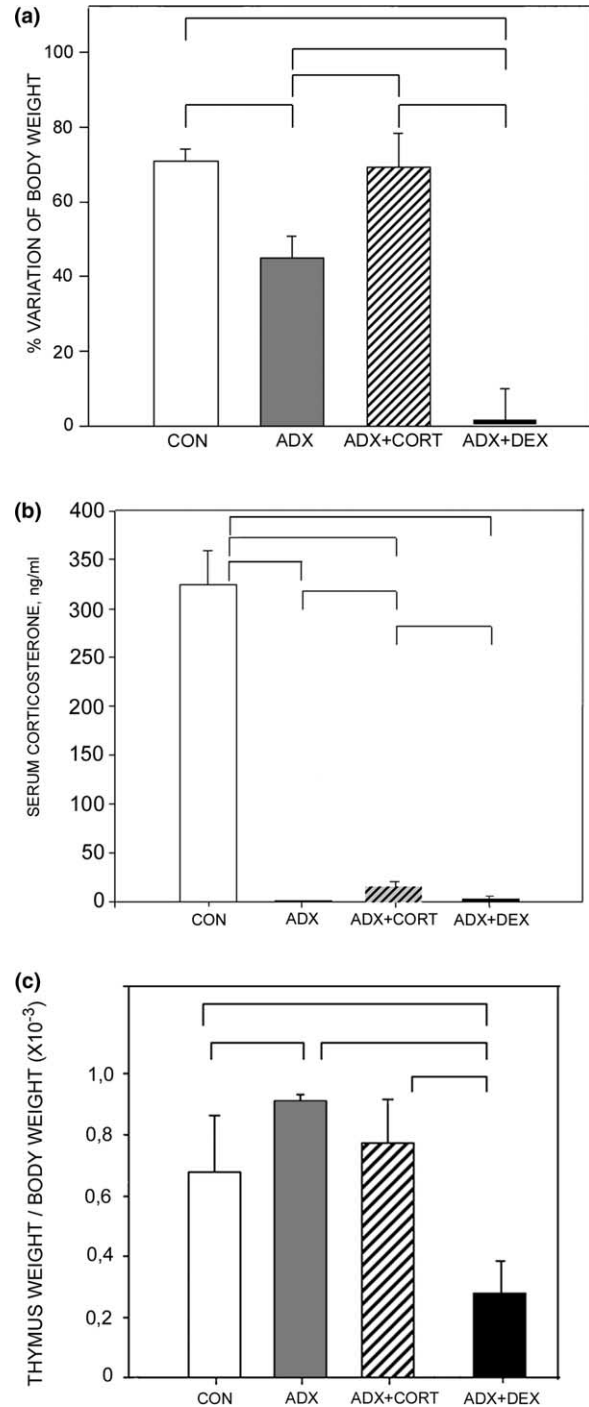 (a)
% VARIATION OF BODY WEIGHT
100
80
60
40
20
0
CON ADX ADX+CORT ADX+DEX
(b)
SERUM CORTICOSTERONE, ng/ml
400
350
300
250
200
150
100
50
0
CON ADX ADX+CORT ADX+DEX
(c)
THYMUS WEIGHT / BODY WEIGHT (X10-3)
1,0
0,8
0,6
0,4
0,2
0
CON ADX ADX+CORT ADX+DEX